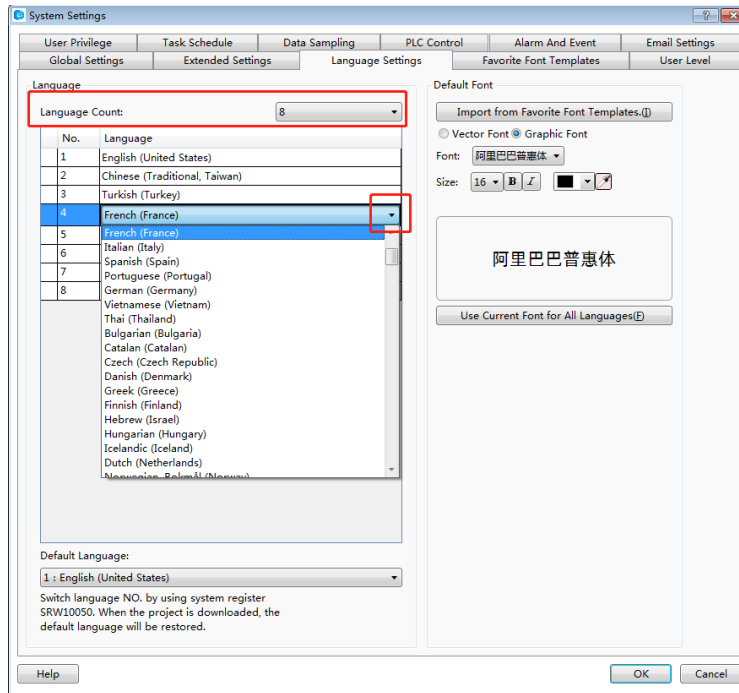 System Settings
User Privilege
Task Schedule
Data Sampling
PLC Control
Alarm And Event
Email Settings
Global Settings
Extended Settings
Language Settings
Favorite Font Templates
User Level
Language
Language Count:
8
No. Language
1 English (United States)
2 Chinese (Traditional, Taiwan)
3 Turkish (Turkey)
4 French (France)
5
6
7
8
French (France)
Italian (Italy)
Spanish (Spain)
Portuguese (Portugal)
German (Germany)
Vietnamese (Vietnam)
Thai (Thailand)
Bulgarian (Bulgaria)
Catalan (Catalan)
Czech (Czech Republic)
Danish (Denmark)
Greek (Greece)
Finnish (Finland)
Hebrew (Israel)
Hungarian (Hungary)
Icelandic (Iceland)
Dutch (Netherlands)
Norwegian, Bokmål (Norway)
Default Language:
1 : English (United States)
Switch language NO. by using system register
SRW10050. When the project is downloaded, the
default language will be restored.
Default Font
Import from Favorite Font Templates.(I)
Vector Font Graphic Font
Font: 阿里巴巴普惠体
Size: 16 B I
阿里巴巴普惠体
Use Current Font for All Languages(F)
Help
OK
Cancel